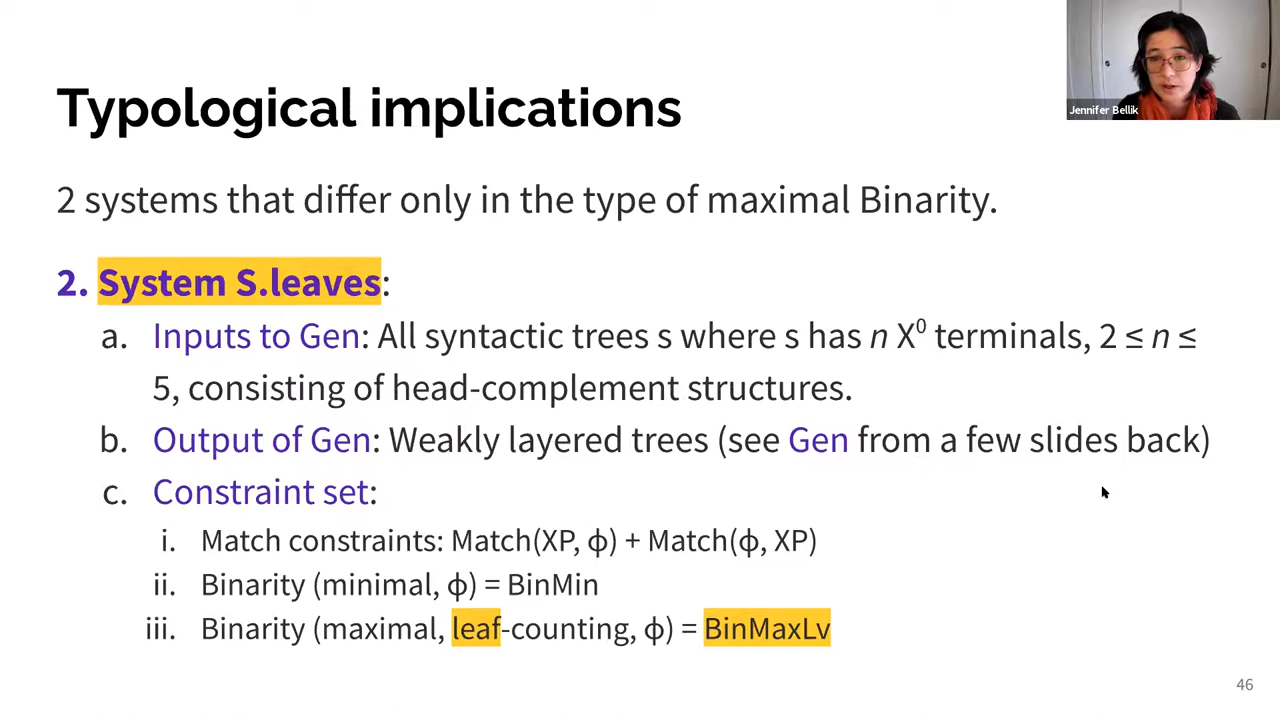 Jennifer Bellik
Typological implications
2 systems that differ only in the type of maximal Binarity.
2. System S.leaves:
a. Inputs to Gen: All syntactic trees s where s has n X⁰ terminals, 2 ≤ n ≤
5, consisting of head-complement structures.
b. Output of Gen: Weakly layered trees (see Gen from a few slides back)
c. Constraint set:
i. Match constraints: Match(XP, ϕ) + Match(ϕ, XP)
ii. Binarity (minimal, ϕ) = BinMin
iii. Binarity (maximal, leaf-counting, ϕ) = BinMaxLv
46